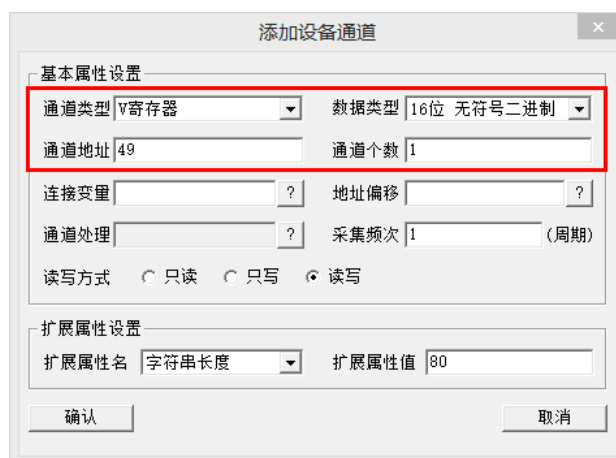 添加设备通道
×
基本属性设置
通道类型 V寄存器 数据类型 16位 无符号二进制
通道地址 49 通道个数 1
连接变量 ? 地址偏移 ?
通道处理 ? 采集频次 1 (周期)
读写方式 只读 只写 读写
扩展属性设置
扩展属性名 字符串长度 扩展属性值 80
确认 取消